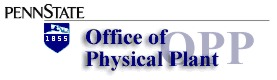 PENNSTATE
1855
Office of
Physical Plant
OPP